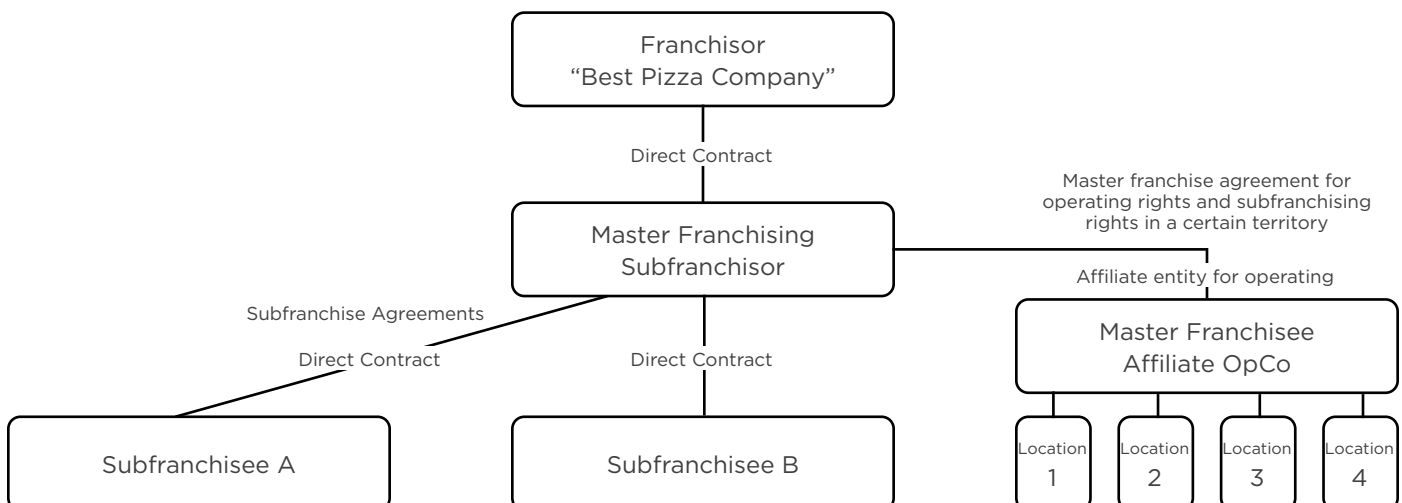 Franchisor
“Best Pizza Company”
Direct Contract
Master franchise agreement for
operating rights and subfranchising
rights in a certain territory
Master Franchising
Subfranchisor
Affiliate entity for operating
Subfranchise Agreements
Master Franchisee
Affiliate OpCo
Direct Contract
Direct Contract
Subfranchisee A
Subfranchisee B
Location
1
Location
2
Location
3
Location
4